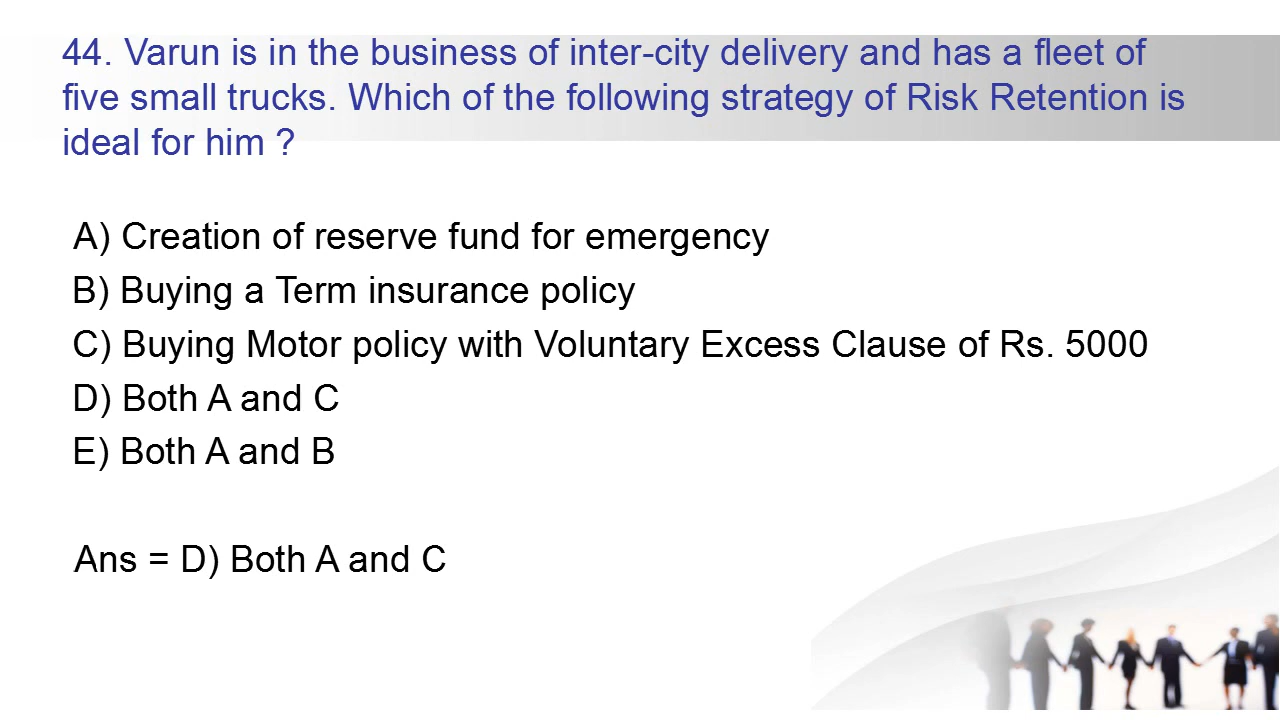 44. Varun is in the business of inter-city delivery and has a fleet of
five small trucks. Which of the following strategy of Risk Retention is
ideal for him ?
A) Creation of reserve fund for emergency
B) Buying a Term insurance policy
C) Buying Motor policy with Voluntary Excess Clause of Rs. 5000
D) Both A and C
E) Both A and B
Ans = D) Both A and C